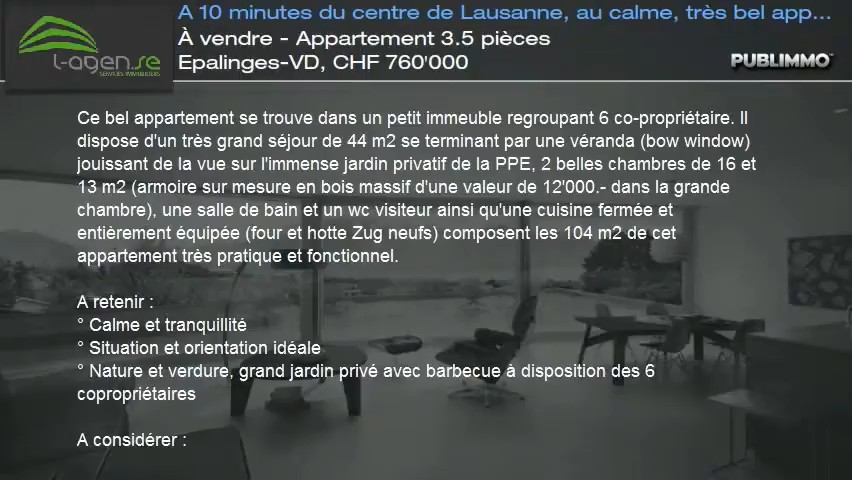 A 10 minutes du centre de Lausanne, au calme, très bel app...
L-agen.se
SERVICES IMMOBILIERS
À vendre - Appartement 3.5 pièces
Epalinges-VD, CHF 760'000
PUBLIMMO
Ce bel appartement se trouve dans un petit immeuble regroupant 6 co-propriétaire. Il
dispose d'un très grand séjour de 44 m2 se terminant par une véranda (bow window)
jouissant de la vue sur l'immense jardin privatif de la PPE, 2 belles chambres de 16 et
13 m2 (armoire sur mesure en bois massif d'une valeur de 12'000.- dans la grande
chambre), une salle de bain et un wc visiteur ainsi qu'une cuisine fermée et
entièrement équipée (four et hotte Zug neufs) composent les 104 m2 de cet
appartement très pratique et fonctionnel.
A retenir :
° Calme et tranquillité
° Situation et orientation idéale
° Nature et verdure, grand jardin privé avec barbecue à disposition des 6
copropriétaires
A considérer :